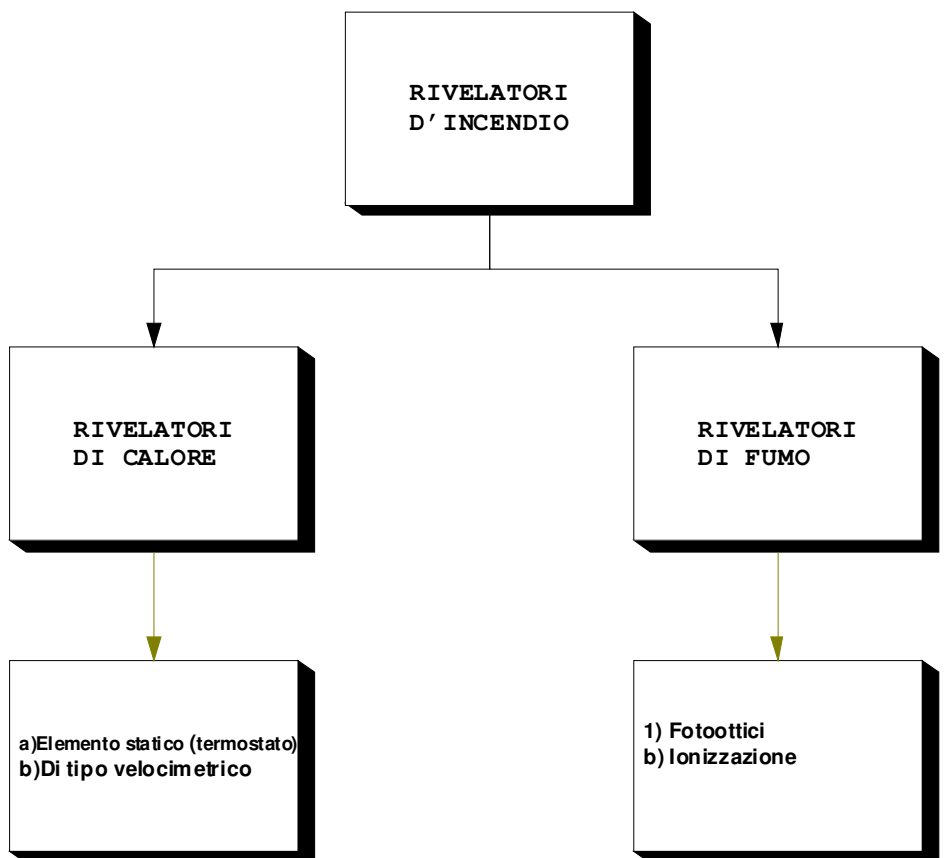 RIVELATORI
D'INCENDIO
RIVELATORI
DI CALORE
RIVELATORI
DI FUMO
a)Elemento statico (termostato)
b)Di tipo velocimetrico
1) Fotoottici
b) Ionizzazione